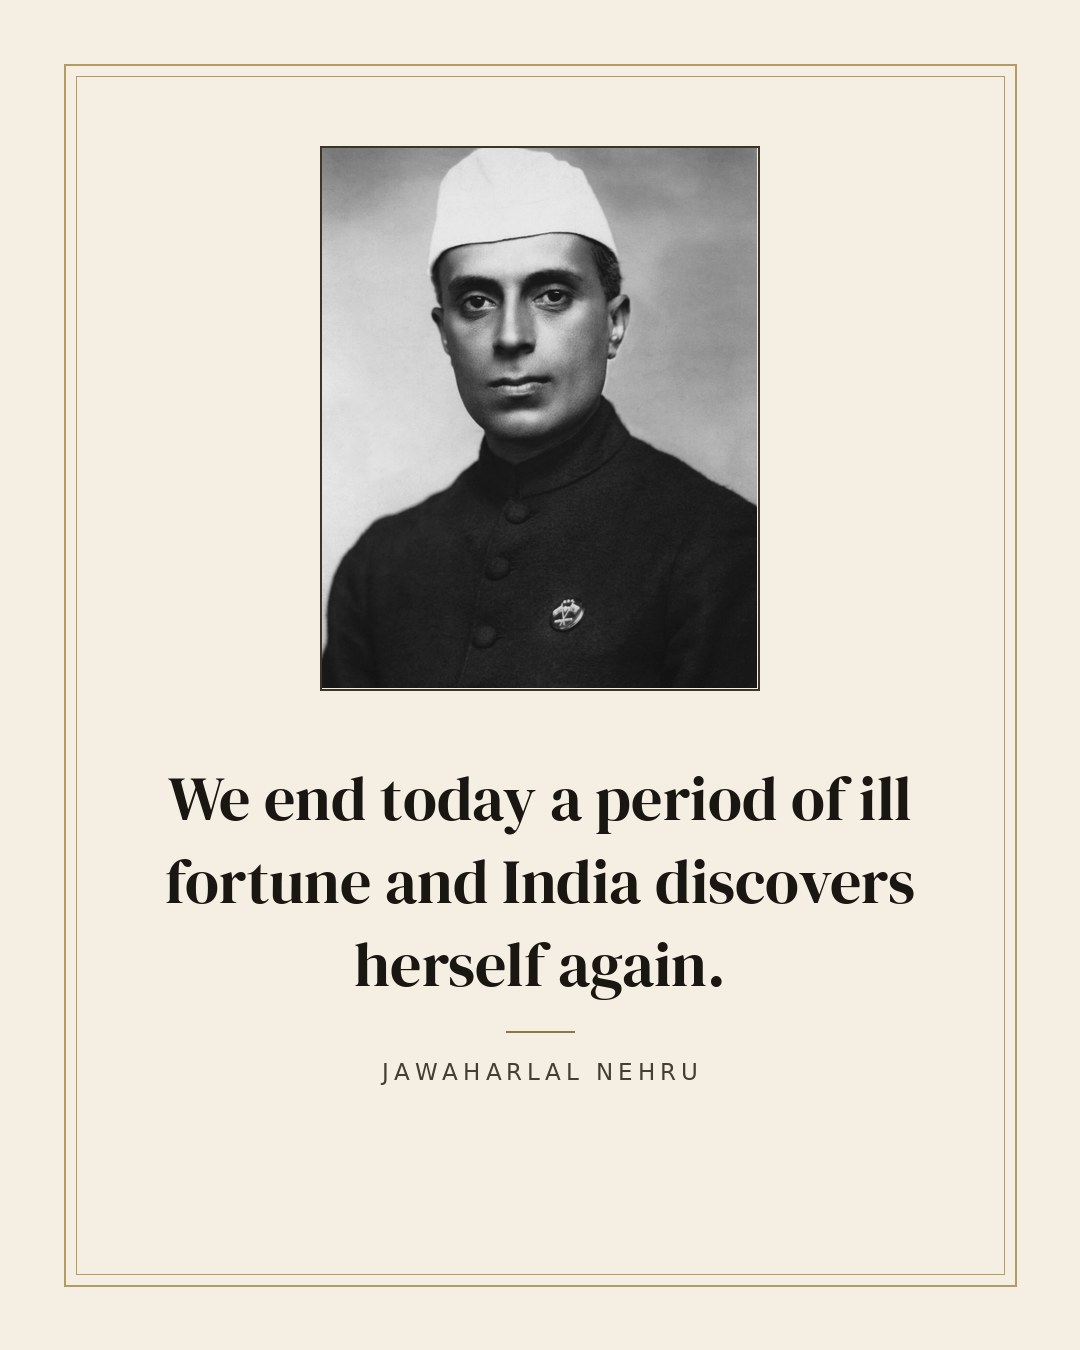 We end today a period of ill
fortune and India discovers
herself again.
JAWAHARLAL NEHRU